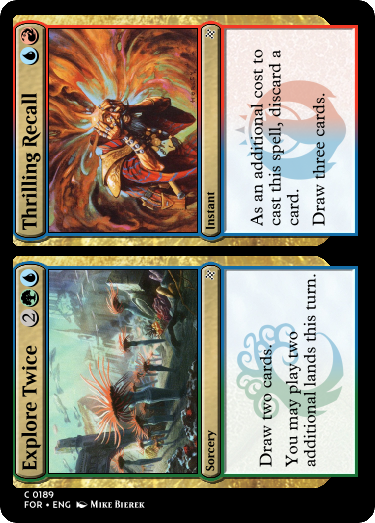 Thrilling Recall
Instant
As an additional cost to
cast this spell, discard a
card.
Draw three cards.
Explore Twice 2
Sorcery
Draw two cards.
You may play two
additional lands this turn.
C 0189
FOR • ENG MIKE BIEREK